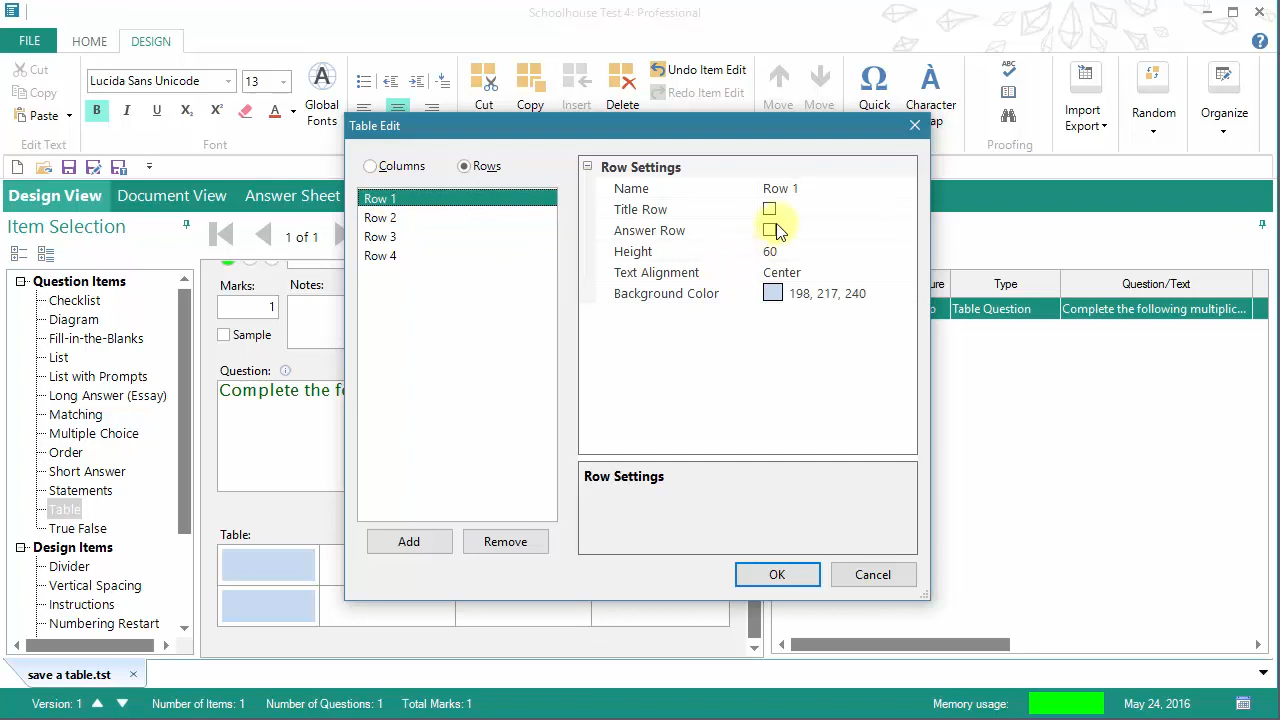 Schoolhouse Test 4: Professional
FILE
HOME
DESIGN
Cut
Copy
Paste
Edit Text
Lucida Sans Unicode
13
B
I
U
X₂
X²
A
Font
Global
Fonts
Cut
Copy
Insert
Delete
Undo Item Edit
Redo Item Edit
Move
Move
Quick
Character
ap
ABC
Proofing
Import
Export
Random
Organize
Design View
Document View
Answer Sheet
Item Selection
Question Items
Checklist
Diagram
Fill-in-the-Blanks
List
List with Prompts
Long Answer (Essay)
Matching
Multiple Choice
Order
Short Answer
Statements
Table
True False
Design Items
Divider
Vertical Spacing
Instructions
Numbering Restart
1 of 1
Marks:
Notes:
1
Sample
Question:
Complete the fo
Table:
Table Edit
Columns
Rows
Row 1
Row 2
Row 3
Row 4
Add
Remove
Row Settings
Name Row 1
Title Row
Answer Row
Height 60
Text Alignment Center
Background Color 198, 217, 240
Row Settings
OK
Cancel
ure
Type
Question/Text
o
Table Question
Complete the following multiplic...
save a table.tst
Version: 1
Number of Items: 1
Number of Questions: 1
Total Marks: 1
Memory usage:
May 24, 2016